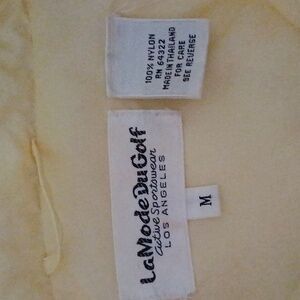 100% NYLON
RN 64322
MADE IN THAILAND
FOR CARE
SEE REVERSE
LaModeDuGolf
active Sportswear
LOS ANGELES
M